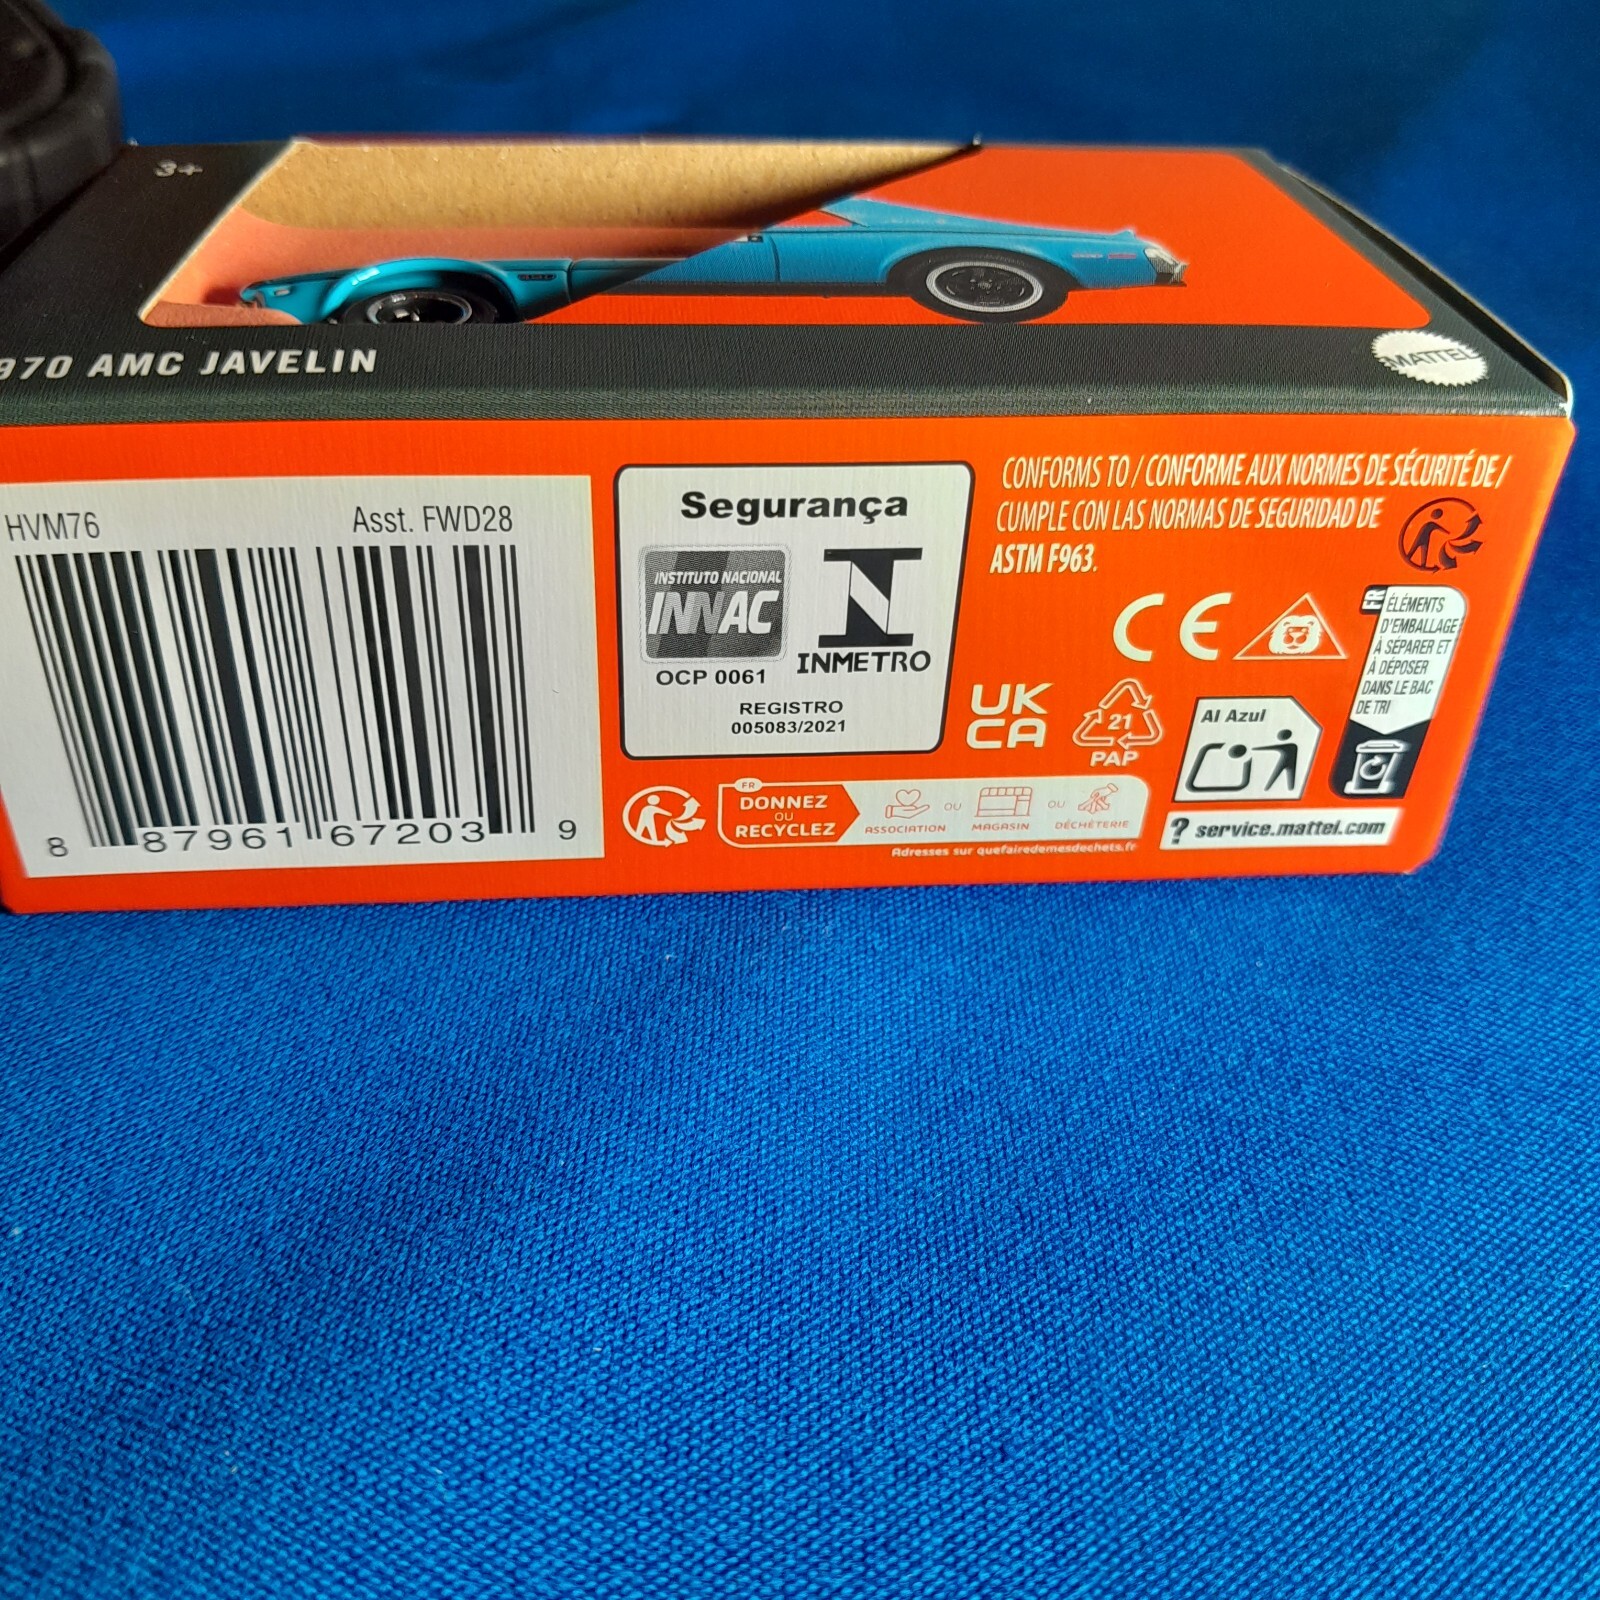 3+
970 AMC JAVELIN
MATTEL
HVM76
Asst. FWD28
8 87961 67203 9
Segurança
INSTITUTO NACIONAL
INNAC
OCP 0061
INMETRO
REGISTRO
005083/2021
CONFORMS TO / CONFORME AUX NORMES DE SÉCURITÉ DE /
CUMPLE CON LAS NORMAS DE SEGURIDAD DE
ASTM F963.
CE
UK
CA
21
PAP
FR
ÉLÉMENTS
D'EMBALLAGE
À SÉPARER ET
À DÉPOSER
DANS LE BAC
DE TRI
Al Azul
FR
DONNEZ
OU
RECYCLEZ
ASSOCIATION
OU
MAGASIN
OU
DÉCHÈTERIE
Adresses sur quefairedemesdechets.fr
? service.mattel.com